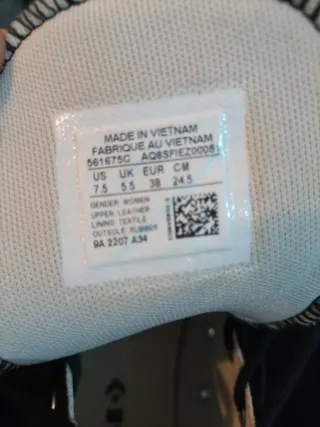 MADE IN VIETNAM
FABRIQUE AU VIETNAM
561675C AQ8SFIEZ0008
US UK EUR CM
7.5 5.5 38 24.5
GENDER: WOMEN
UPPER: LEATHER
LINING: TEXTILE
OUTSOLE: RUBBER
9A 2207 A34